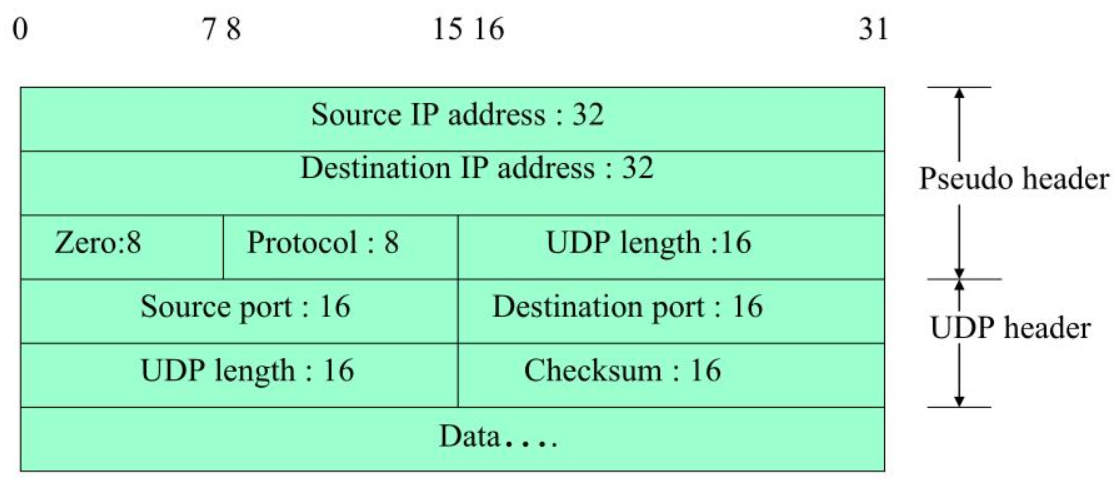 0 7 8 15 16 31
Source IP address : 32
Destination IP address : 32
Pseudo header
Zero:8 Protocol : 8 UDP length :16
Source port : 16 Destination port : 16
UDP header
UDP length : 16 Checksum : 16
Data....